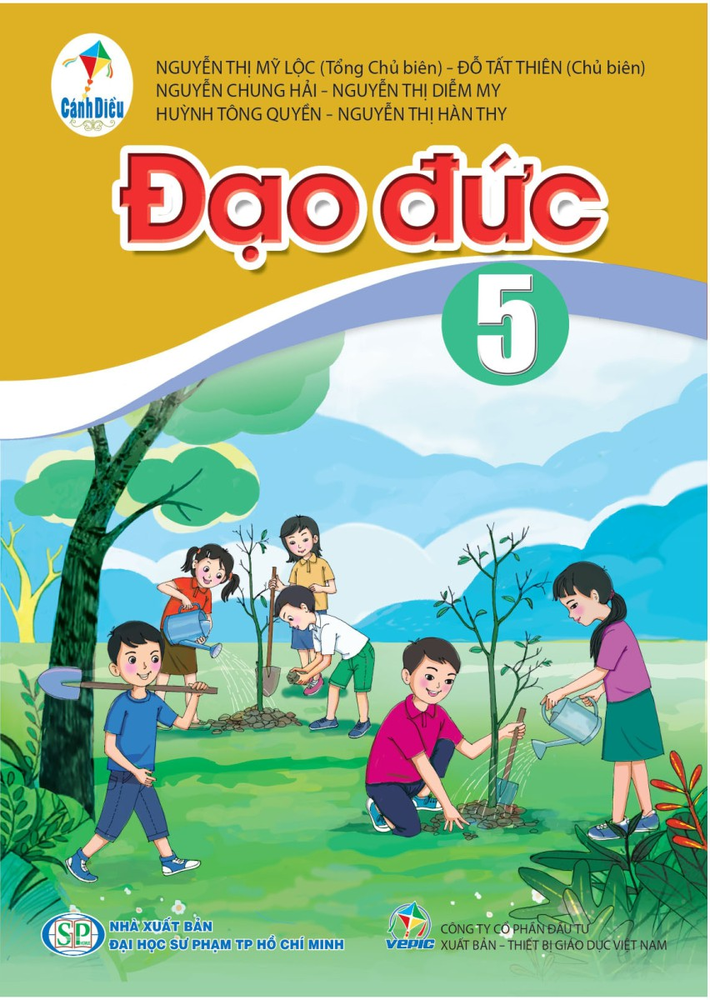 Cánh Diều
NGUYỄN THỊ MỸ LỘC (Tổng Chủ biên) – ĐỖ TẤT THIÊN (Chủ biên)
NGUYỄN CHUNG HẢI – NGUYỄN THỊ DIỄM MY
HUỲNH TÔNG QUYỀN – NGUYỄN THỊ HÀN THY
Đạo đức
5
SP
NHÀ XUẤT BẢN
ĐẠI HỌC SƯ PHẠM TP HỒ CHÍ MINH
VEPIC
CÔNG TY CỔ PHẦN ĐẦU TƯ
XUẤT BẢN – THIẾT BỊ GIÁO DỤC VIỆT NAM